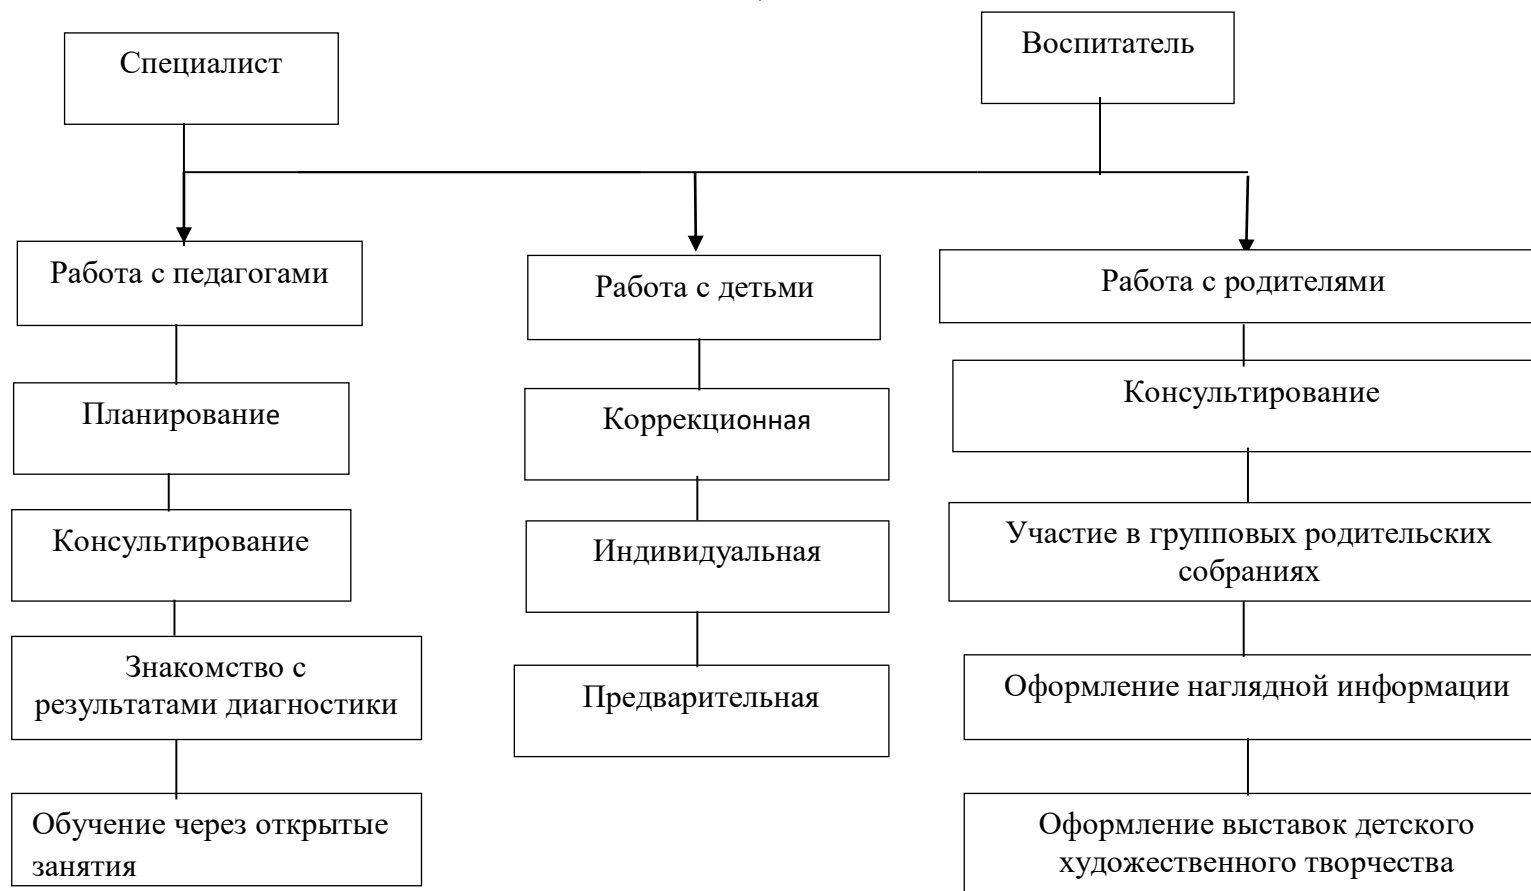 Специалист
Воспитатель
Работа с педагогами
Работа с детьми
Работа с родителями
Планирование
Коррекционная
Консультирование
Консультирование
Индивидуальная
Участие в групповых родительских
собраниях
Знакомство с
результатами диагностики
Предварительная
Оформление наглядной информации
Обучение через открытые
занятия
Оформление выставок детского
художественного творчества